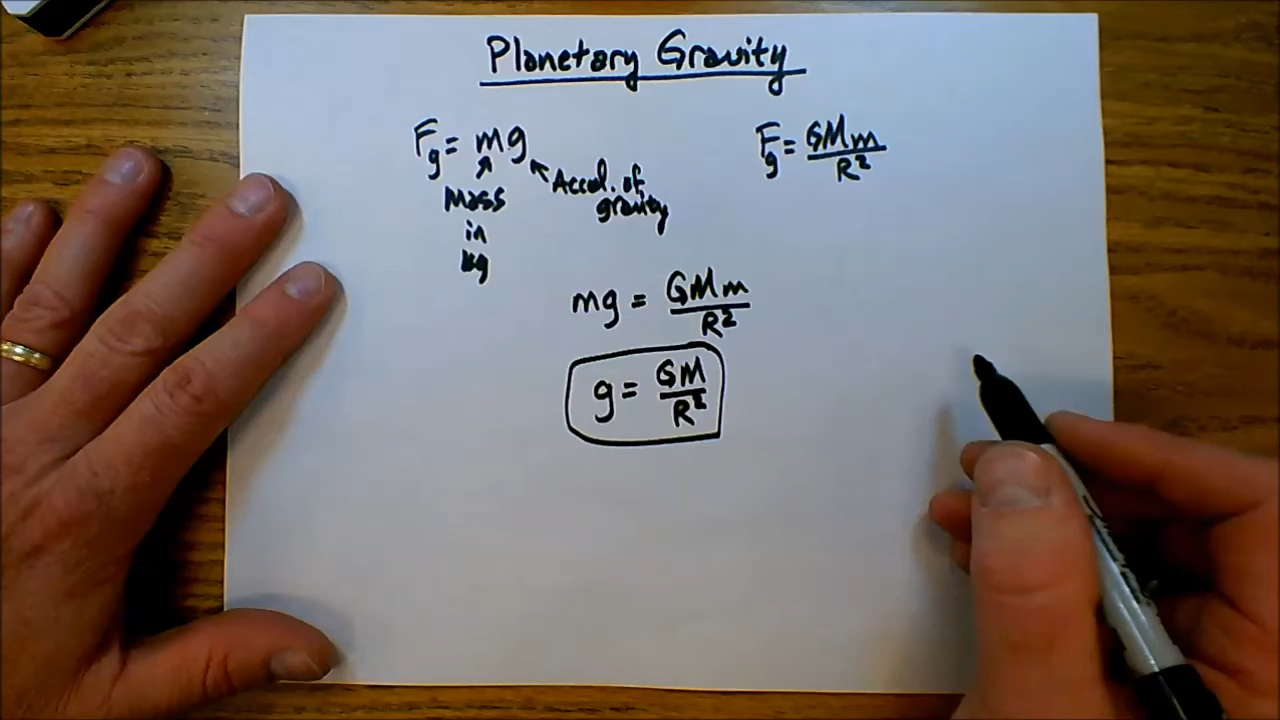 Planetary Gravity
Fg = mg
Mass
in
kg
Accel. of
gravity
Fg = GMm/R²
mg = GMm/R²
g = GM/R²